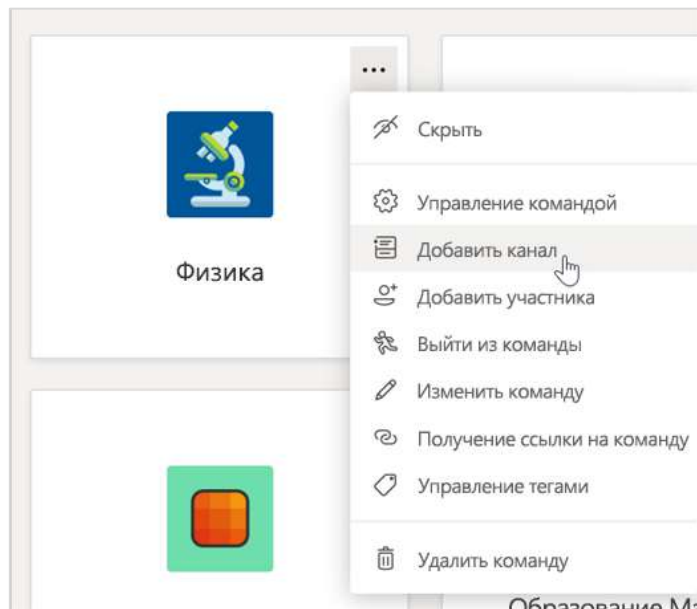 Физика
Скрыть
Управление командой
Добавить канал
Добавить участника
Выйти из команды
Изменить команду
Получение ссылки на команду
Управление тегами
Удалить команду
Образование